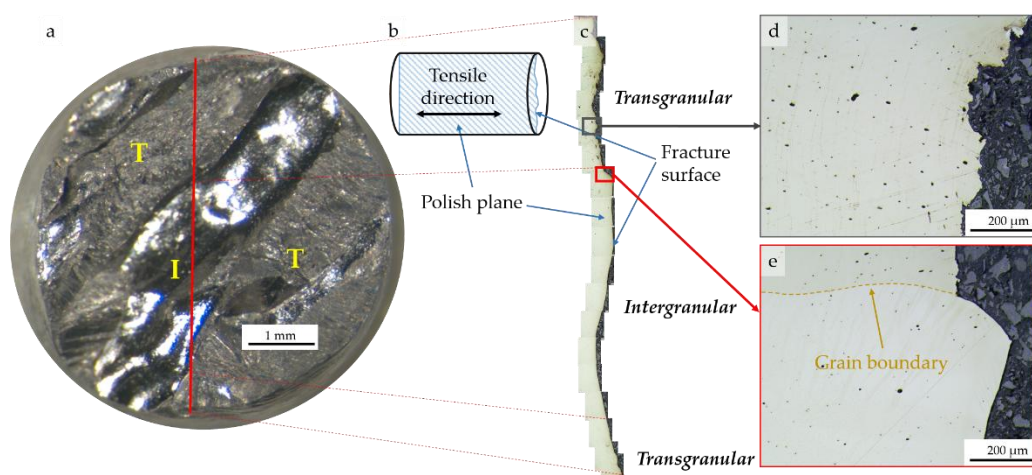 a
T
I
T
1 mm
b
Tensile
direction
Polish plane
c
Transgranular
Fracture
surface
Intergranular
Transgranular
d
200 µm
e
Grain boundary
200 µm